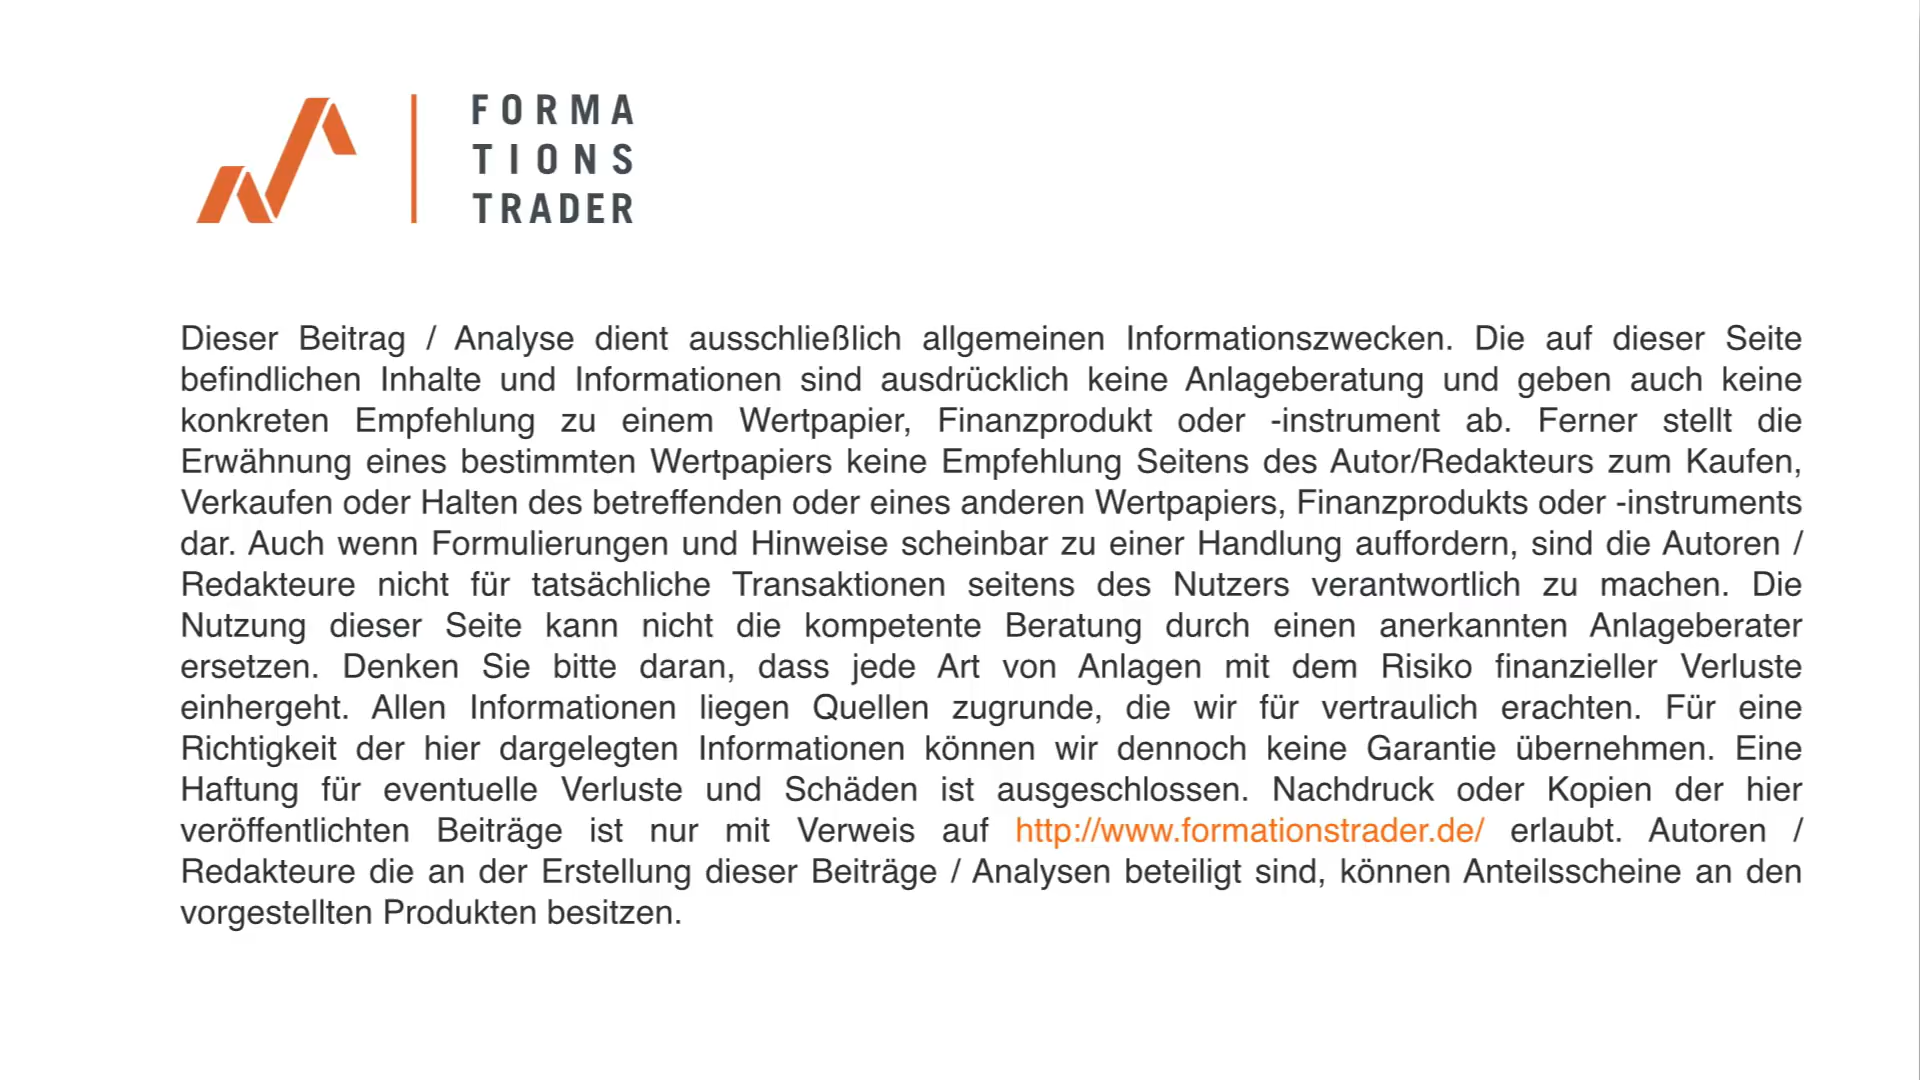 FORMA
TIONS
TRADER
Dieser Beitrag / Analyse dient ausschließlich allgemeinen Informationszwecken. Die auf dieser Seite
befindlichen Inhalte und Informationen sind ausdrücklich keine Anlageberatung und geben auch keine
konkreten Empfehlung zu einem Wertpapier, Finanzprodukt oder -instrument ab. Ferner stellt die
Erwähnung eines bestimmten Wertpapiers keine Empfehlung Seitens des Autor/Redakteurs zum Kaufen,
Verkaufen oder Halten des betreffenden oder eines anderen Wertpapiers, Finanzprodukts oder -instruments
dar. Auch wenn Formulierungen und Hinweise scheinbar zu einer Handlung auffordern, sind die Autoren /
Redakteure nicht für tatsächliche Transaktionen seitens des Nutzers verantwortlich zu machen. Die
Nutzung dieser Seite kann nicht die kompetente Beratung durch einen anerkannten Anlageberater
ersetzen. Denken Sie bitte daran, dass jede Art von Anlagen mit dem Risiko finanzieller Verluste
einhergeht. Allen Informationen liegen Quellen zugrunde, die wir für vertraulich erachten. Für eine
Richtigkeit der hier dargelegten Informationen können wir dennoch keine Garantie übernehmen. Eine
Haftung für eventuelle Verluste und Schäden ist ausgeschlossen. Nachdruck oder Kopien der hier
veröffentlichten Beiträge ist nur mit Verweis auf http://www.formationstrader.de/ erlaubt. Autoren /
Redakteure die an der Erstellung dieser Beiträge / Analysen beteiligt sind, können Anteilsscheine an den
vorgestellten Produkten besitzen.